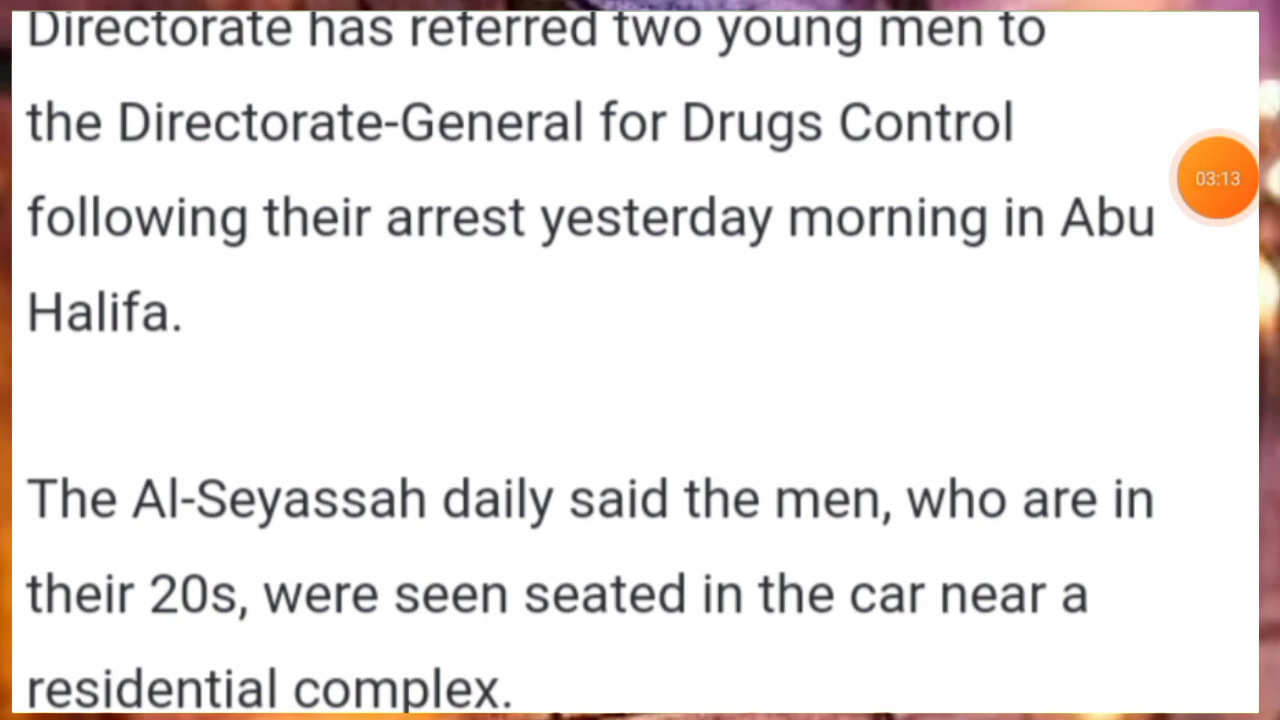 Directorate has referred two young men to
the Directorate-General for Drugs Control
following their arrest yesterday morning in Abu
Halifa.
The Al-Seyassah daily said the men, who are in
their 20s, were seen seated in the car near a
residential complex.
03:13